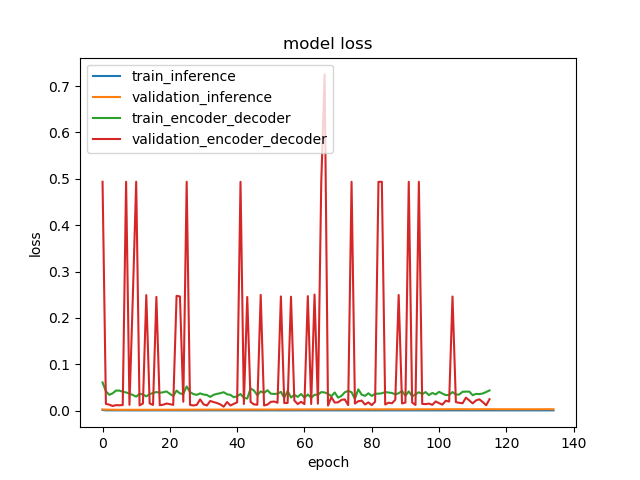 model loss
train_inference
validation_inference
train_encoder_decoder
validation_encoder_decoder
0.7
0.6
0.5
0.4
0.3
0.2
0.1
0.0
loss
0 20 40 60 80 100 120 140
epoch